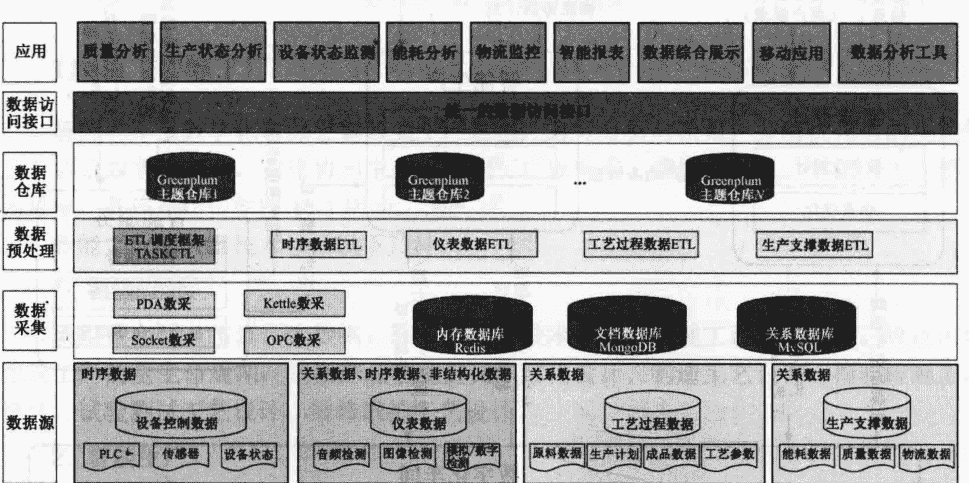 应用
质量分析
生产状态分析
设备状态监测
能耗分析
物流监控
智能报表
数据综合展示
移动应用
数据分析工具
数据访
问接口
统一的数据访问接口
数据
仓库
Greenplum
主题仓库1
Greenplum
主题仓库2
...
Greenplum
主题仓库N
数据
预处理
ETL调度框架
TASKCTL
时序数据ETL
仪表数据ETL
工艺过程数据ETL
生产支撑数据ETL
数据
采集
PDA数采
Kettle数采
Socket数采
OPC数采
内存数据库
Redis
文档数据库
MongoDB
关系数据库
MySQL
数据源
时序数据
设备控制数据
PLC
传感器
设备状态
关系数据、时序数据、非结构化数据
仪表数据
音频检测
图像检测
模拟/数字
检测
关系数据
工艺过程数据
原料数据
生产计划
成品数据
工艺参数
关系数据
生产支撑数据
能耗数据
质量数据
物流数据